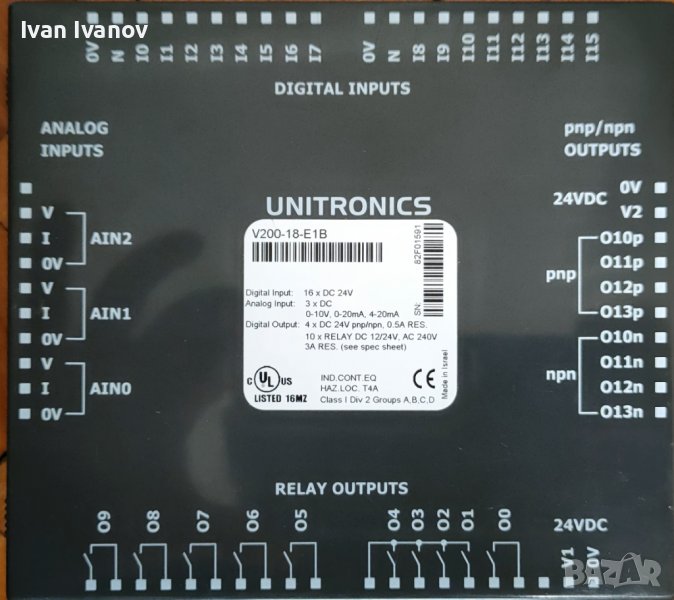 Ivan Ivanov
0V N I0 I1 I2 I3 I4 I5 I6 I7
0V N I8 I9 I10 I11 I12 I13 I14 I15
DIGITAL INPUTS
ANALOG
INPUTS
pnp/npn
OUTPUTS
V
I
0V
AIN2
V
I
0V
AIN1
V
I
0V
AIN0
24VDC
0V
V2
pnp
O10p
O11p
O12p
O13p
npn
O10n
O11n
O12n
O13n
UNITRONICS
V200-18-E1B
SN:
82F01591
Digital Input: 16 x DC 24V
Analog Input: 3 x DC
0-10V, 0-20mA, 4-20mA
Digital Output: 4 x DC 24V pnp/npn, 0.5A RES.
10 x RELAY DC 12/24V, AC 240V
3A RES. (see spec sheet)
C UL US
LISTED 16MZ
IND.CONT.EQ
HAZ.LOC. T4A
Class I Div 2 Groups A,B,C,D
CE
Made in Israel
RELAY OUTPUTS
O9 O8 O7 O6 O5
O4 O3 O2 O1 O0
24VDC
V1
0V
BAZAR